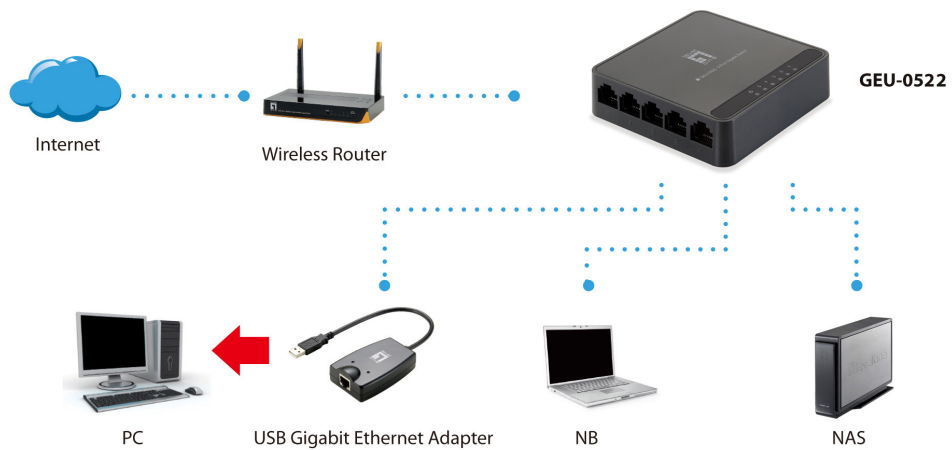 Internet
Wireless Router
GEU-0522
PC
USB Gigabit Ethernet Adapter
NB
NAS